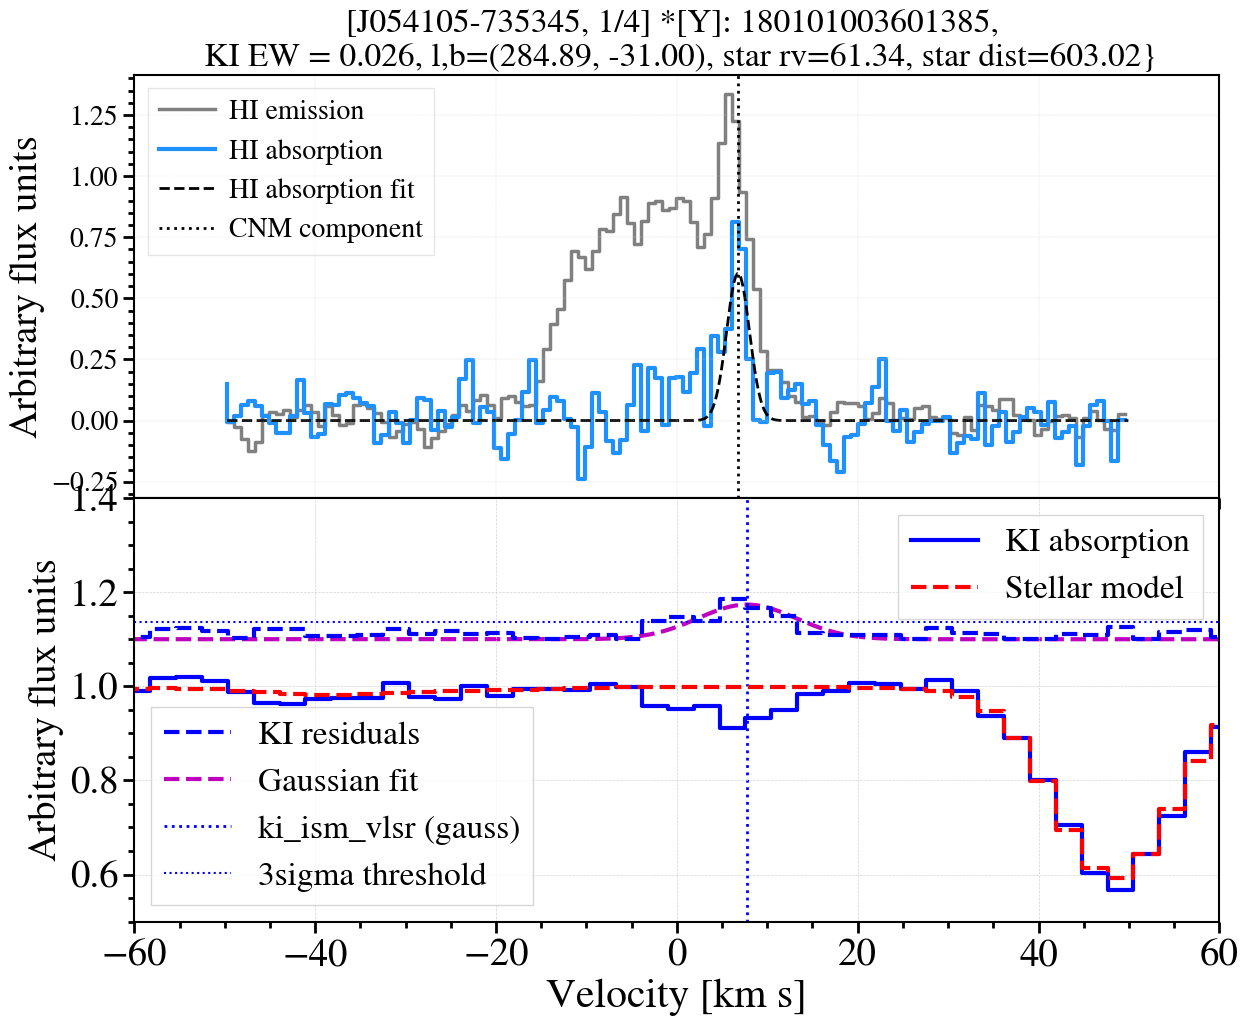 [J054105-735345, 1/4] *[Y]: 180101003601385,
KI EW = 0.026, l,b=(284.89, -31.00), star rv=61.34, star dist=603.02}
Arbitrary flux units
1.25
1.00
0.75
0.50
0.25
0.00
−0.25
HI emission
HI absorption
HI absorption fit
CNM component
Arbitrary flux units
1.4
1.2
1.0
0.8
0.6
KI absorption
Stellar model
KI residuals
Gaussian fit
ki_ism_vlsr (gauss)
3sigma threshold
−60 −40 −20 0 20 40 60
Velocity [km s]